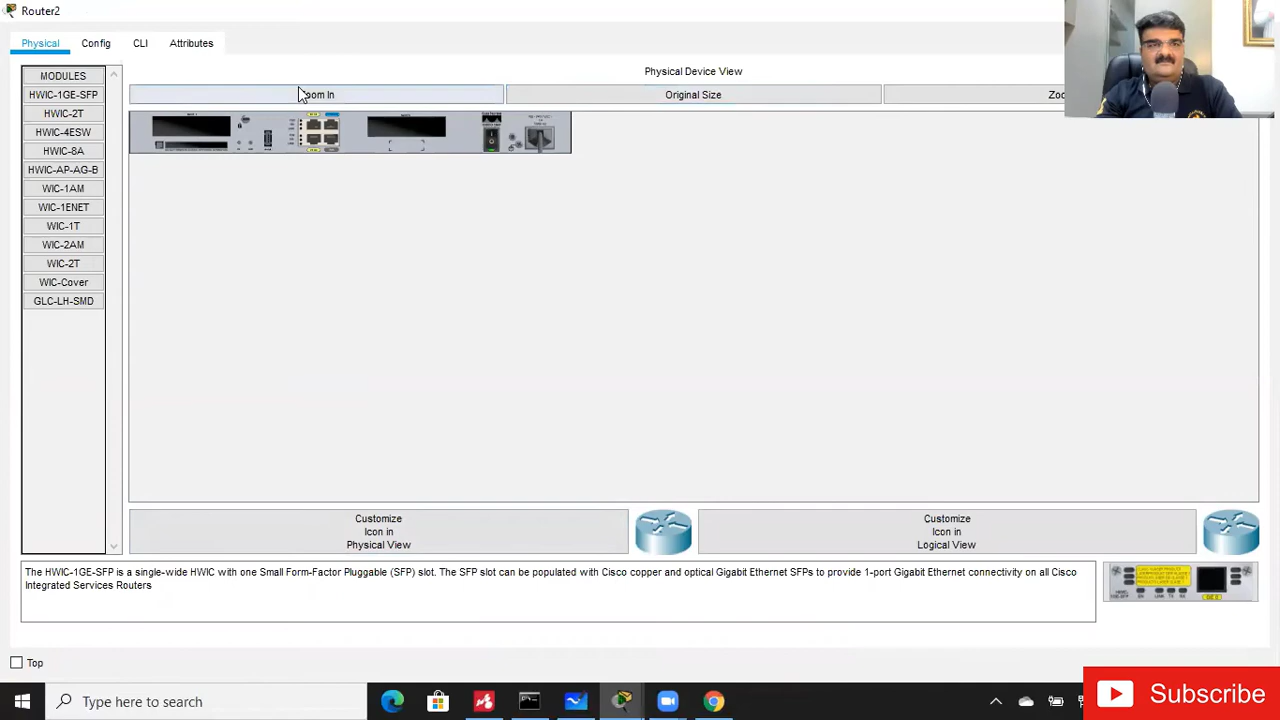 Router2
Physical
Config
CLI
Attributes
MODULES
HWIC-1GE-SFP
HWIC-2T
HWIC-4ESW
HWIC-8A
HWIC-AP-AG-B
WIC-1AM
WIC-1ENET
WIC-1T
WIC-2AM
WIC-2T
WIC-Cover
GLC-LH-SMD
Physical Device View
oom In
Original Size
Zo
Customize
Icon in
Physical View
Customize
Icon in
Logical View
The HWIC-1GE-SFP is a single-wide HWIC with one Small Form-Factor Pluggable (SFP) slot. The SFP slot can be populated with Cisco copper and optical Gigabit Ethernet SFPs to provide 1-port Gigabit Ethernet connectivity on all Cisco
Integrated Services Routers
Top
Type here to search
Subscribe